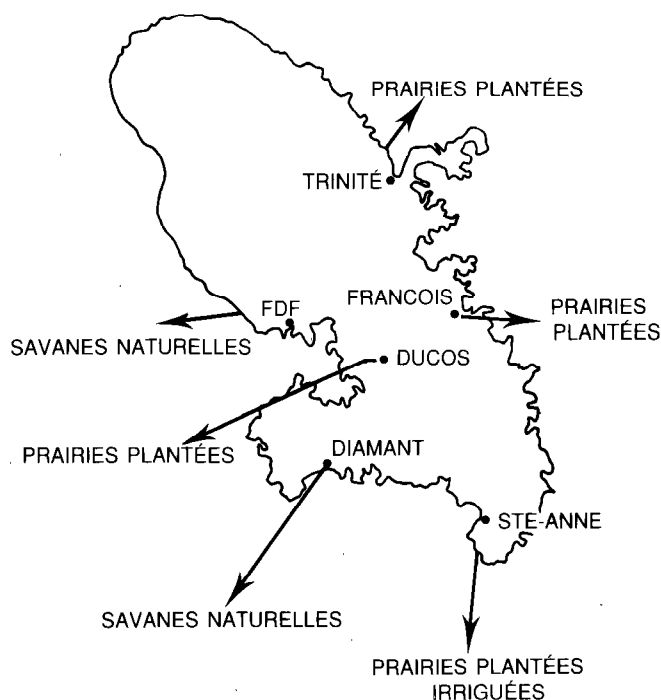 PRAIRIES PLANTÉES
TRINITÉ
FRANCOIS
FDF
PRAIRIES
PLANTÉES
SAVANES NATURELLES
DUCOS
PRAIRIES PLANTÉES
DIAMANT
STE-ANNE
SAVANES NATURELLES
PRAIRIES PLANTÉES
IRRIGUÉES